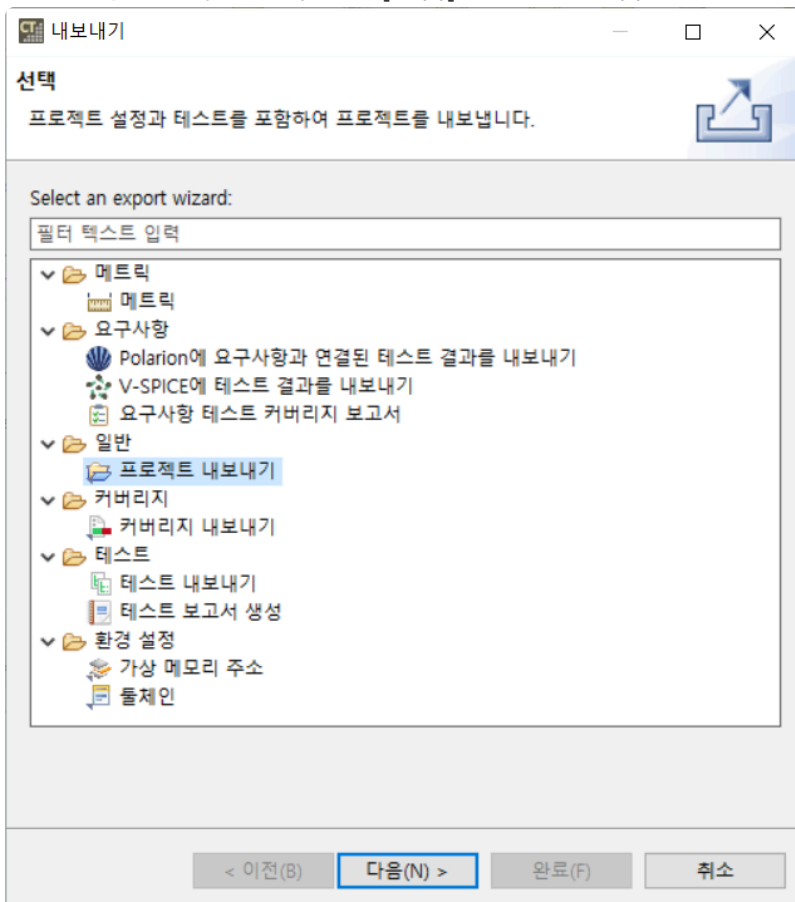 CT 내보내기
선택
프로젝트 설정과 테스트를 포함하여 프로젝트를 내보냅니다.
Select an export wizard:
필터 텍스트 입력
메트릭
메트릭
요구사항
Polarion에 요구사항과 연결된 테스트 결과를 내보내기
V-SPICE에 테스트 결과를 내보내기
요구사항 테스트 커버리지 보고서
일반
프로젝트 내보내기
커버리지
커버리지 내보내기
테스트
테스트 내보내기
테스트 보고서 생성
환경 설정
가상 메모리 주소
툴체인
< 이전(B) 다음(N) > 완료(F) 취소